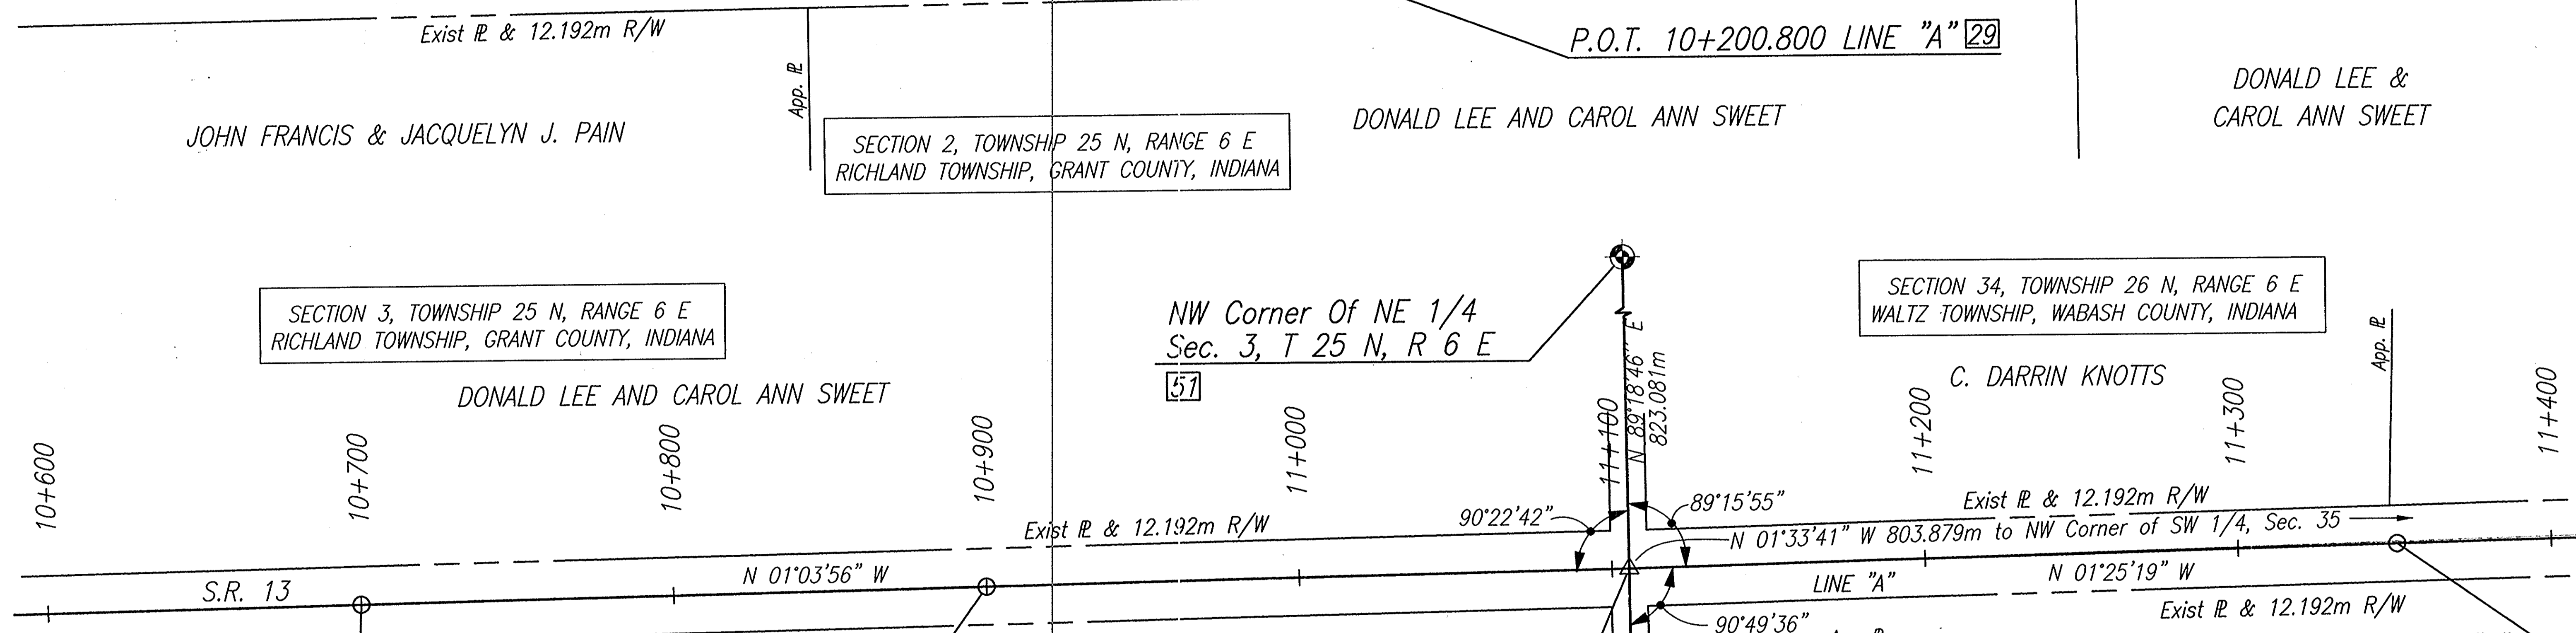 Exist PL & 12.192m R/W
App. PL
P.O.T. 10+200.800 LINE "A" 29
DONALD LEE &
CAROL ANN SWEET
JOHN FRANCIS & JACQUELYN J. PAIN
DONALD LEE AND CAROL ANN SWEET
SECTION 2, TOWNSHIP 25 N, RANGE 6 E
RICHLAND TOWNSHIP, GRANT COUNTY, INDIANA
SECTION 3, TOWNSHIP 25 N, RANGE 6 E
RICHLAND TOWNSHIP, GRANT COUNTY, INDIANA
NW Corner Of NE 1/4
Sec. 3, T 25 N, R 6 E
51
SECTION 34, TOWNSHIP 26 N, RANGE 6 E
WALTZ TOWNSHIP, WABASH COUNTY, INDIANA
DONALD LEE AND CAROL ANN SWEET
N 89°18'46" E
823.081m
C. DARRIN KNOTTS
App. PL
10+600
10+700
10+800
10+900
11+000
11+100
11+200
11+300
11+400
Exist PL & 12.192m R/W
90°22'42"
89°15'55"
Exist PL & 12.192m R/W
N 01°33'41" W 803.879m to NW Corner of SW 1/4, Sec. 35
S.R. 13
N 01°03'56" W
LINE "A"
N 01°25'19" W
90°49'36"
Exist PL & 12.192m R/W